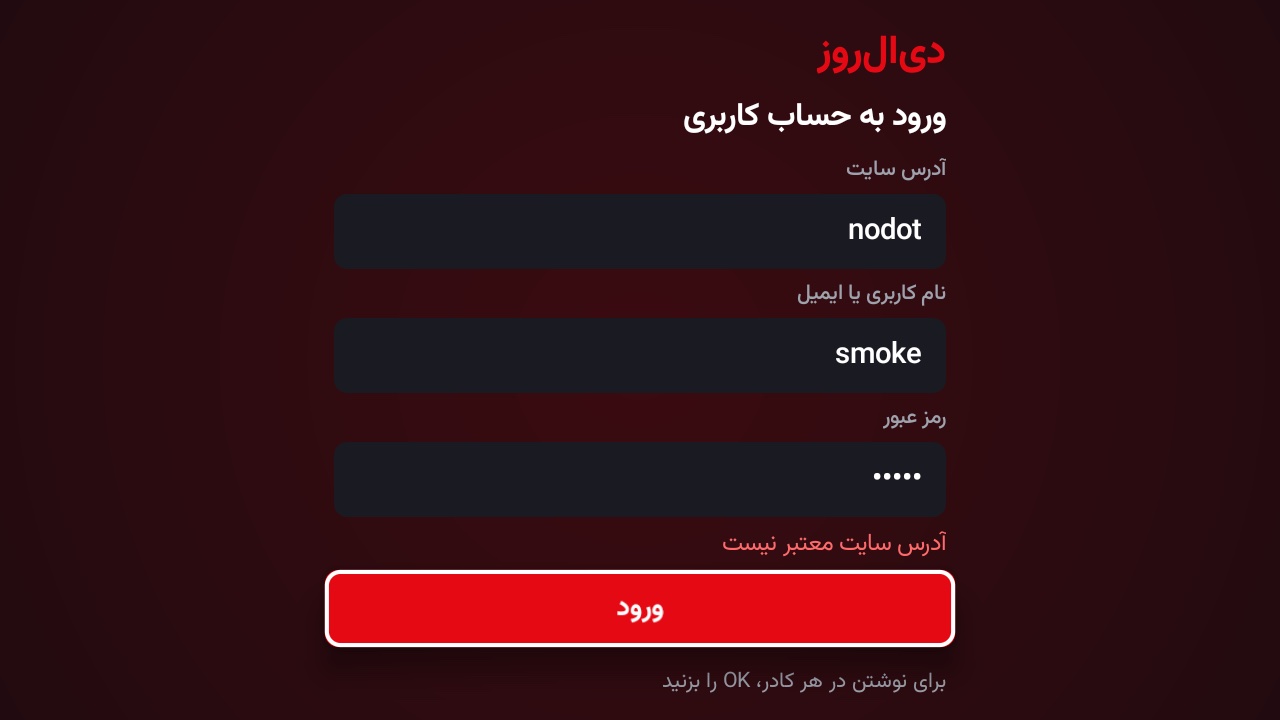 دی‌ال‌روز
ورود به حساب کاربری
آدرس سایت
nodot
نام کاربری یا ایمیل
smoke
رمز عبور
•••••
آدرس سایت معتبر نیست
ورود
برای نوشتن در هر کادر، OK را بزنید